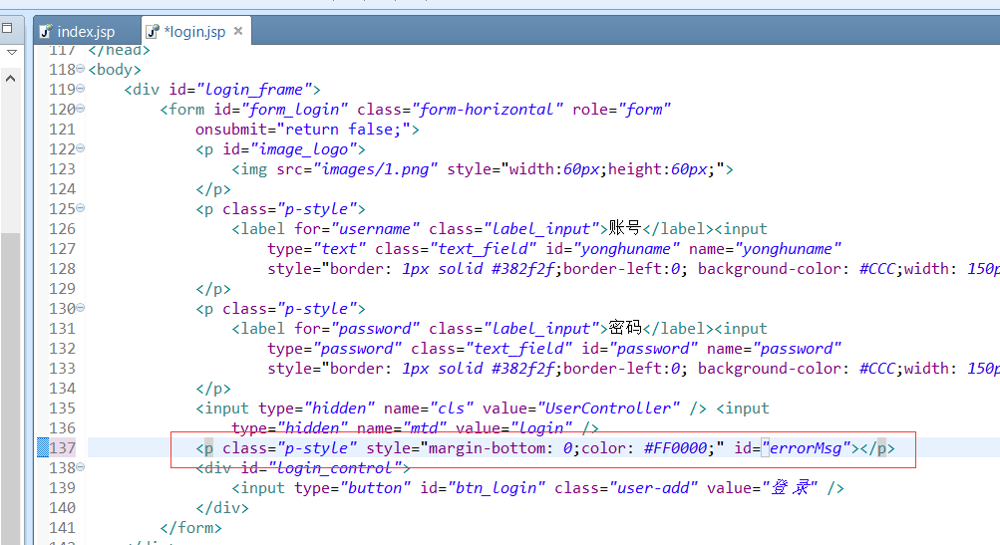 index.jsp *login.jsp
117 </head>
118 <body>
119 <div id="login_frame">
120 <form id="form_login" class="form-horizontal" role="form"
121 onsubmit="return false;">
122 <p id="image_logo">
123 <img src="images/1.png" style="width:60px;height:60px;">
124 </p>
125 <p class="p-style">
126 <label for="username" class="label_input">账号</label><input
127 type="text" class="text_field" id="yonghuname" name="yonghuname"
128 style="border: 1px solid #382f2f;border-left:0; background-color: #CCC;width: 150p
129 </p>
130 <p class="p-style">
131 <label for="password" class="label_input">密码</label><input
132 type="password" class="text_field" id="password" name="password"
133 style="border: 1px solid #382f2f;border-left:0; background-color: #CCC;width: 150p
134 </p>
135 <input type="hidden" name="cls" value="UserController" /> <input
136 type="hidden" name="mtd" value="login" />
137 <p class="p-style" style="margin-bottom: 0;color: #FF0000;" id="errorMsg"></p>
138 <div id="login_control">
139 <input type="button" id="btn_login" class="user-add" value="登 录" />
140 </div>
141 </form>